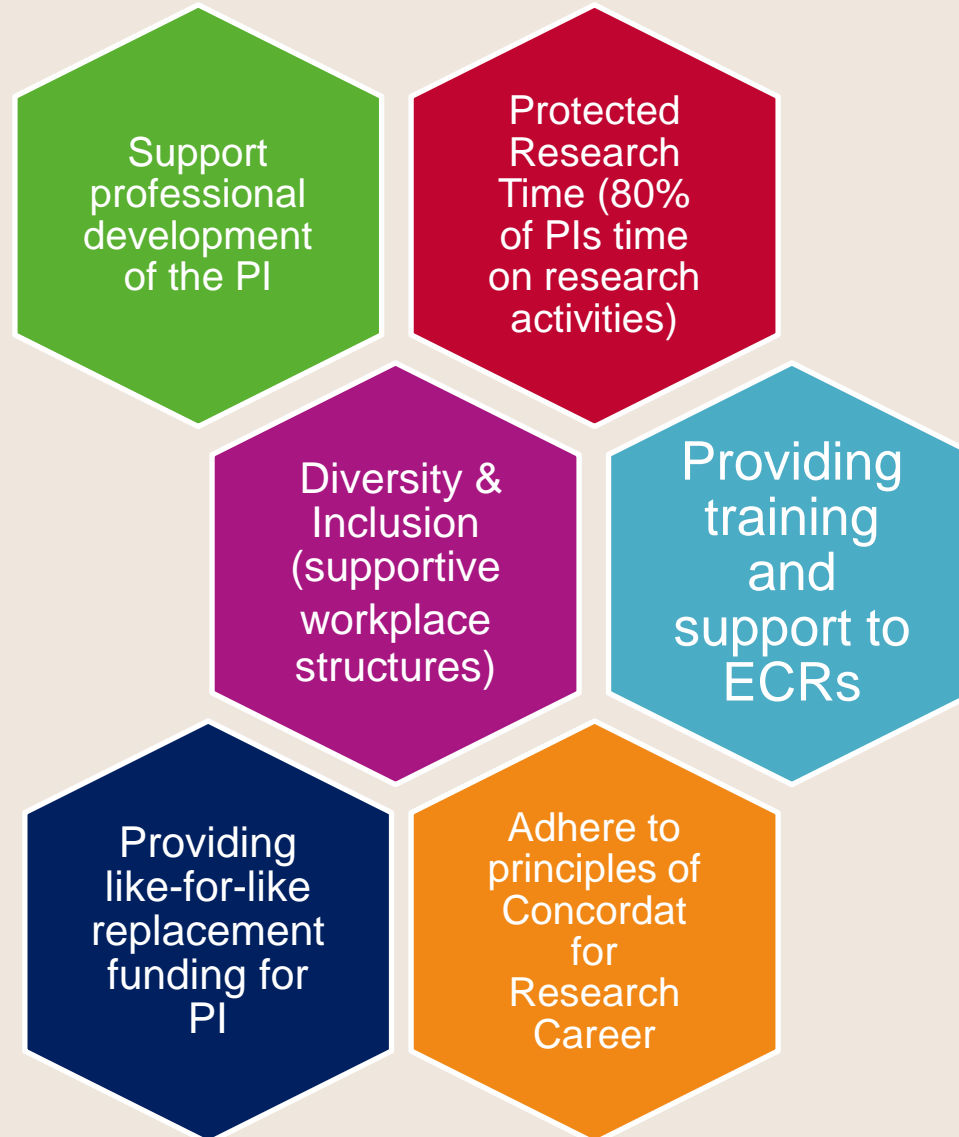 Support
professional
development
of the PI
Protected
Research
Time (80%
of PIs time
on research
activities)
Diversity &
Inclusion
(supportive
workplace
structures)
Providing
training
and
support to
ECRs
Providing
like-for-like
replacement
funding for
PI
Adhere to
principles of
Concordat
for
Research
Career